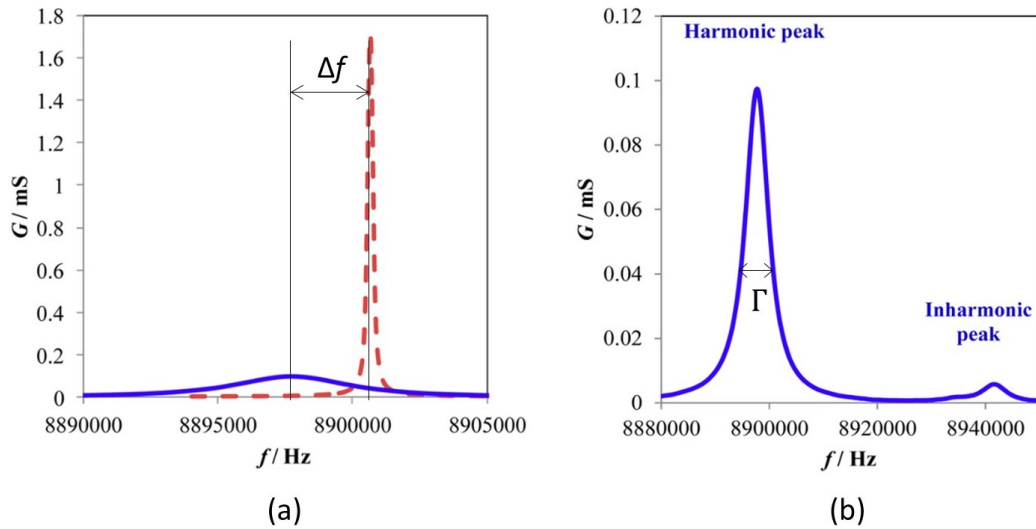 1.8
1.6
1.4
1.2
1
0.8
0.6
0.4
0.2
0
G / mS
Δf
8890000 8895000 8900000 8905000
f / Hz
(a)
0.12
0.1
0.08
0.06
0.04
0.02
0
G / mS
Harmonic peak
Γ
Inharmonic
peak
8880000 8900000 8920000 8940000
f / Hz
(b)